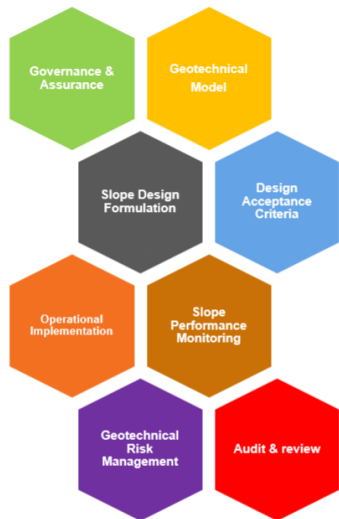 Governance &
Assurance
Geotechnical
Model
Slope Design
Formulation
Design
Acceptance
Criteria
Operational
Implementation
Slope
Performance
Monitoring
Geotechnical
Risk
Management
Audit & review